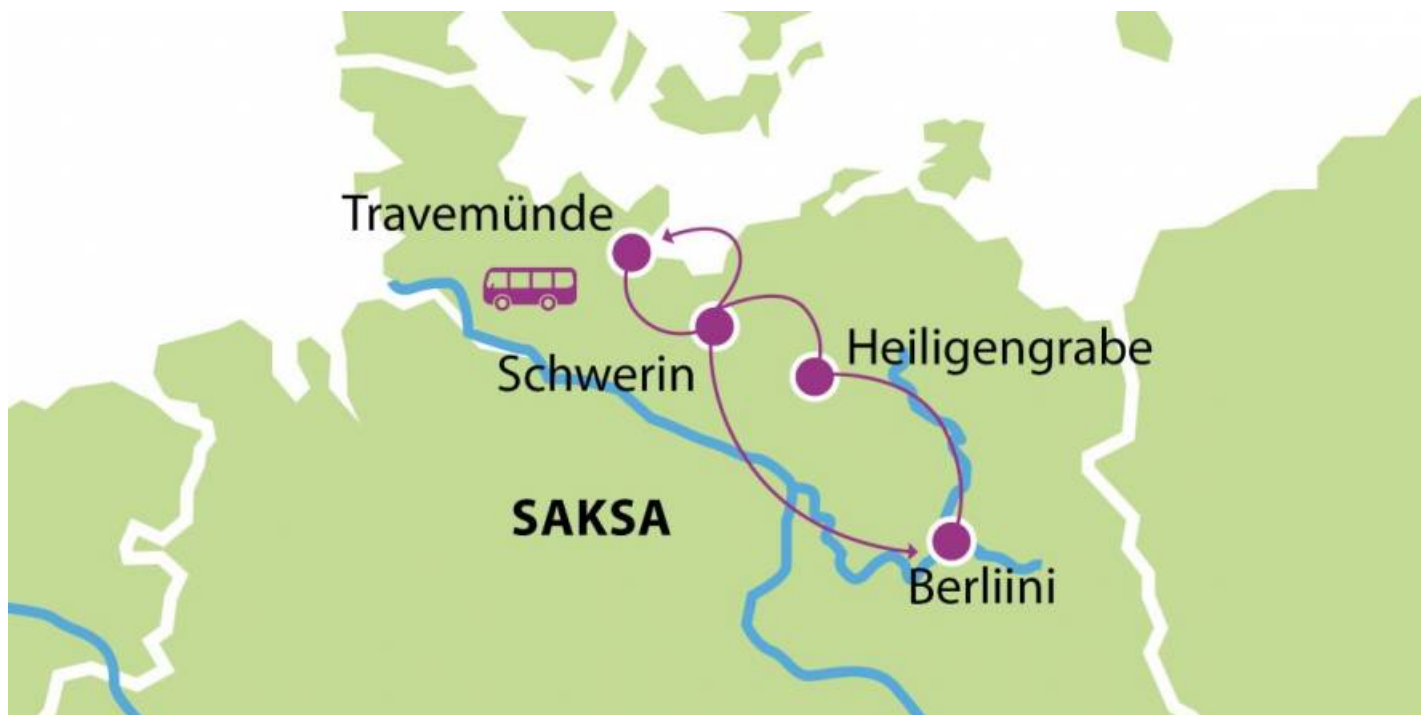 Travemünde
Heiligengrabe
Schwerin
SAKSA
Berliini